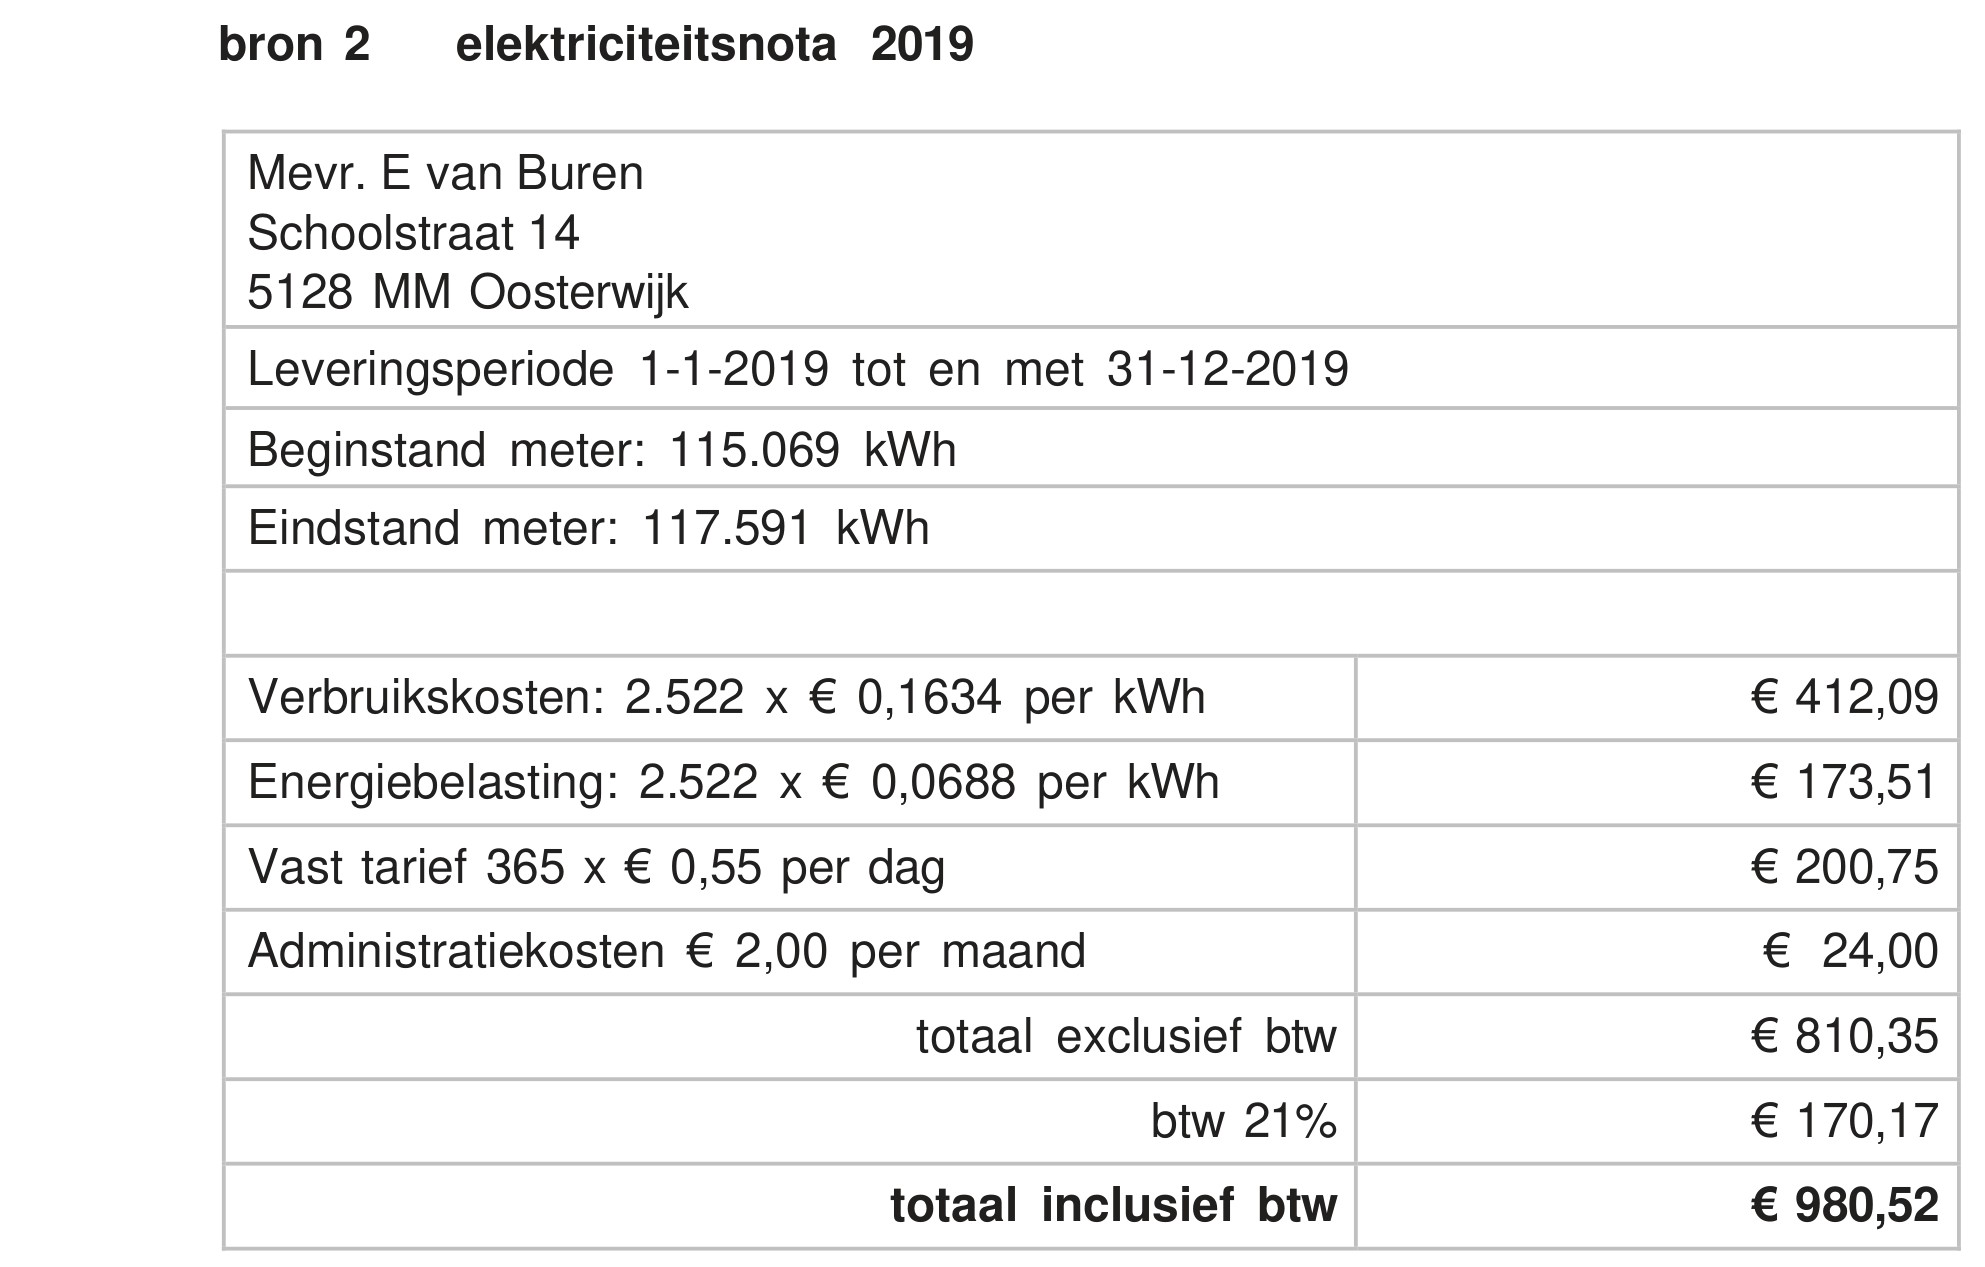 bron 2 elektriciteitsnota 2019
Mevr. E van Buren
Schoolstraat 14
5128 MM Oosterwijk
Leveringsperiode 1-1-2019 tot en met 31-12-2019
Beginstand meter: 115.069 kWh
Eindstand meter: 117.591 kWh
Verbruikskosten: 2.522 x € 0,1634 per kWh € 412,09
Energiebelasting: 2.522 x € 0,0688 per kWh € 173,51
Vast tarief 365 x € 0,55 per dag € 200,75
Administratiekosten € 2,00 per maand € 24,00
totaal exclusief btw € 810,35
btw 21% € 170,17
totaal inclusief btw € 980,52